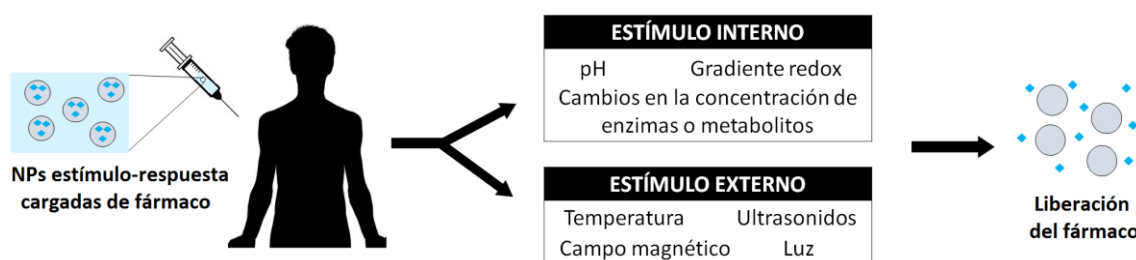 NPs estímulo-respuesta
cargadas de fármaco
ESTÍMULO INTERNO
pH Gradiente redox
Cambios en la concentración de
enzimas o metabolitos
ESTÍMULO EXTERNO
Temperatura Ultrasonidos
Campo magnético Luz
Liberación
del fármaco